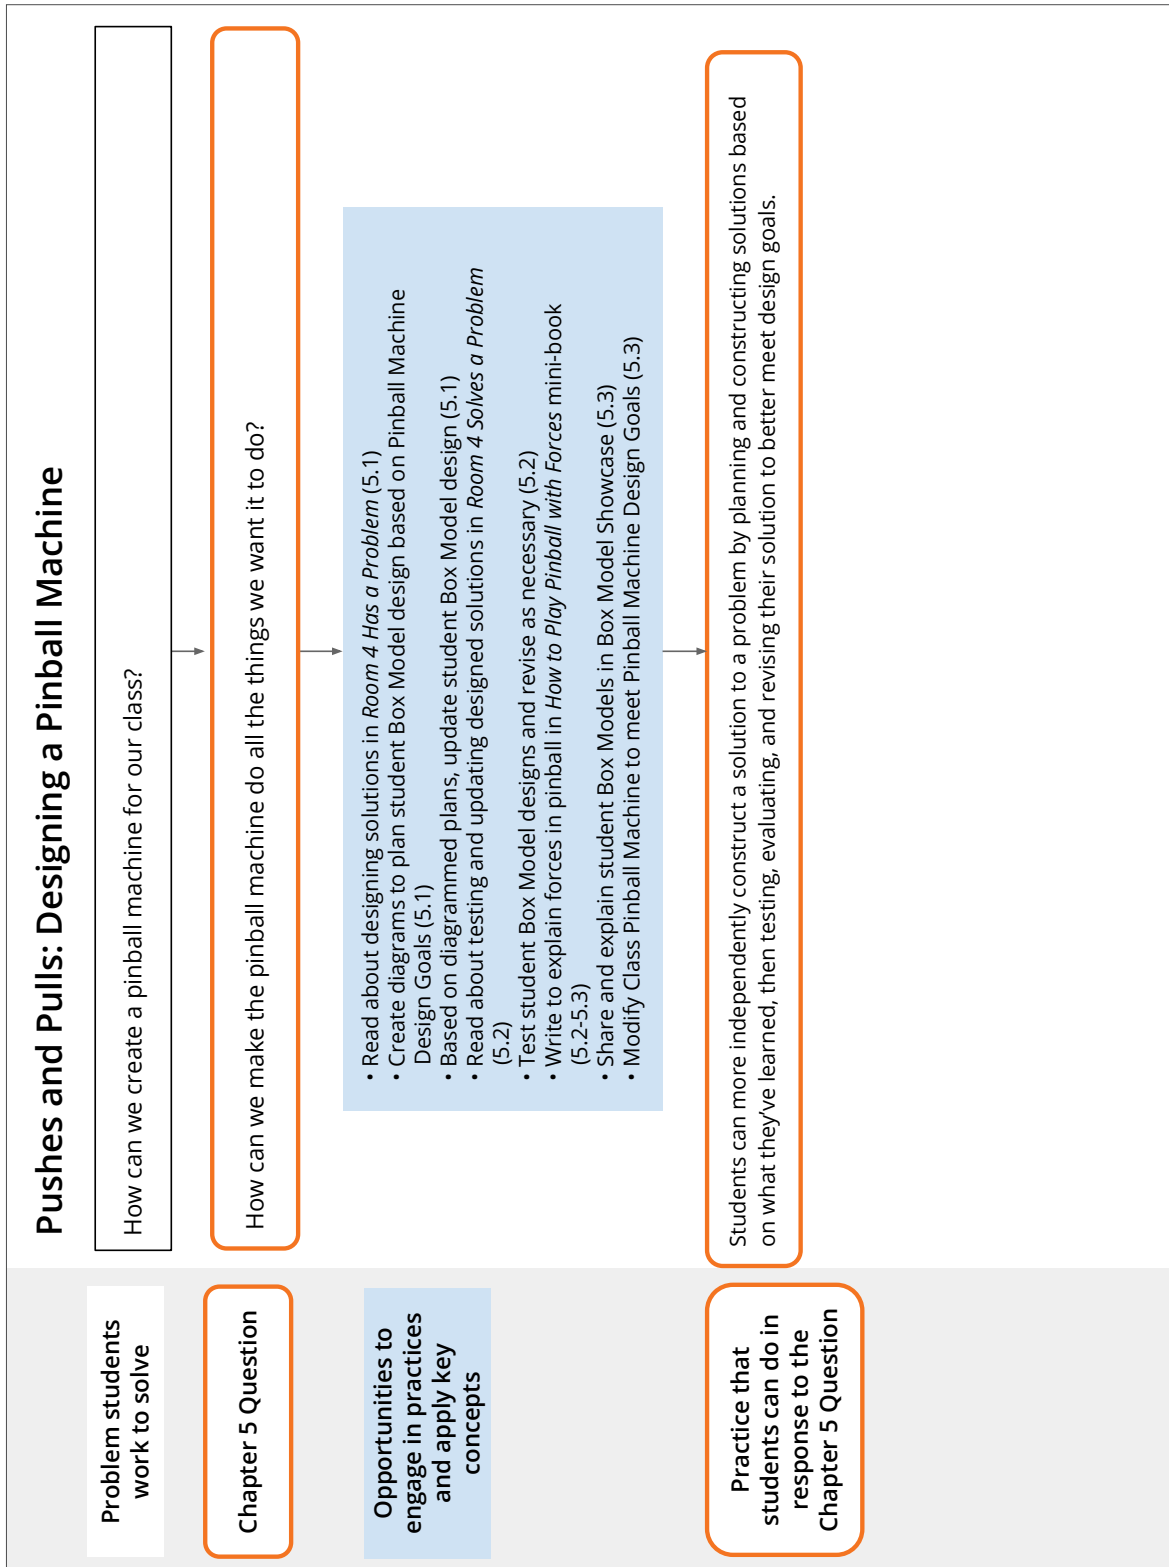 Pushes and Pulls: Designing a Pinball Machine
Problem students
work to solve
How can we create a pinball machine for our class?
Chapter 5 Question
How can we make the pinball machine do all the things we want it to do?
Opportunities to
engage in practices
and apply key
concepts
• Read about designing solutions in Room 4 Has a Problem (5.1)
• Create diagrams to plan student Box Model design based on Pinball Machine
Design Goals (5.1)
• Based on diagrammed plans, update student Box Model design (5.1)
• Read about testing and updating designed solutions in Room 4 Solves a Problem
(5.2)
• Test student Box Model designs and revise as necessary (5.2)
• Write to explain forces in pinball in How to Play Pinball with Forces mini-book
(5.2-5.3)
• Share and explain student Box Models in Box Model Showcase (5.3)
• Modify Class Pinball Machine to meet Pinball Machine Design Goals (5.3)
Practice that
students can do in
response to the
Chapter 5 Question
Students can more independently construct a solution to a problem by planning and constructing solutions based
on what they’ve learned, then testing, evaluating, and revising their solution to better meet design goals.